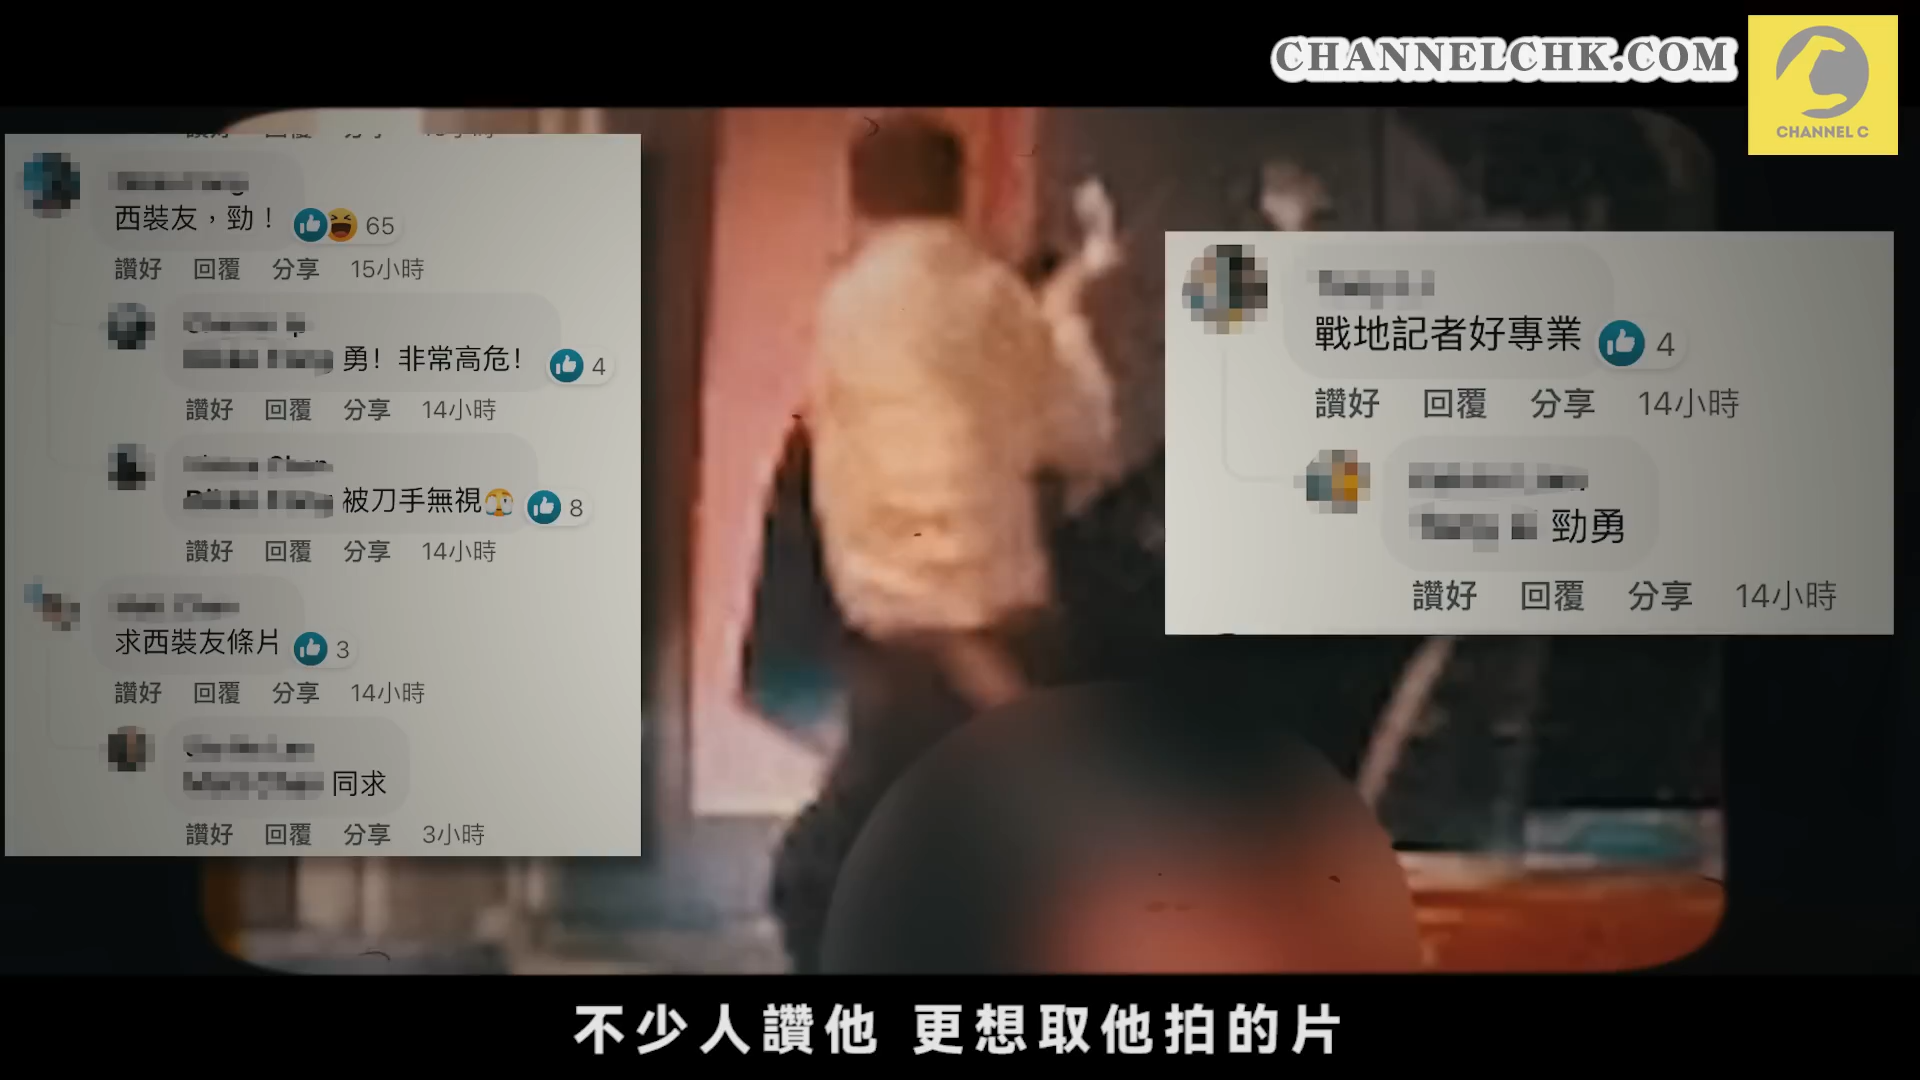 CHANNELCHK.COM
CHANNEL C
西裝友，勁！ 65
讚好 回覆 分享 15小時
勇！非常高危！ 4
讚好 回覆 分享 14小時
被刀手無視 8
讚好 回覆 分享 14小時
求西裝友條片 3
讚好 回覆 分享 14小時
同求
讚好 回覆 分享 3小時
戰地記者好專業 4
讚好 回覆 分享 14小時
勁勇
讚好 回覆 分享 14小時
不少人讚他 更想取他拍的片